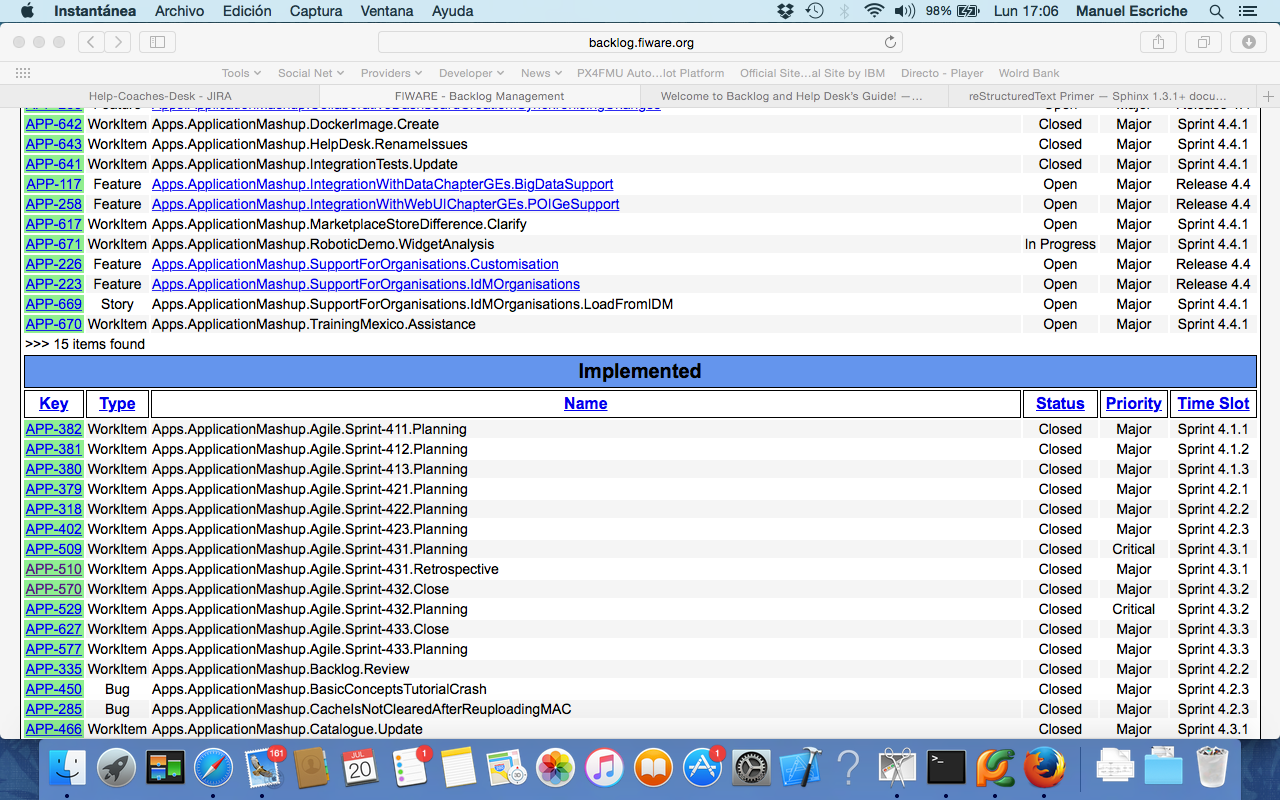 Instantánea Archivo Edición Captura Ventana Ayuda 98% Lun 17:06 Manuel Escriche
backlog.fiware.org
Tools Social Net Providers Developer News PX4FMU Auto...lot Platform Official Site...al Site by IBM Directo - Player Wolrd Bank
Help-Coaches-Desk - JIRA FIWARE - Backlog Management Welcome to Backlog and Help Desk's Guide! —... reStructuredText Primer — Sphinx 1.3.1+ docu...
APP-642 WorkItem Apps.ApplicationMashup.DockerImage.Create Closed Major Sprint 4.4.1
APP-643 WorkItem Apps.ApplicationMashup.HelpDesk.RenameIssues Closed Major Sprint 4.4.1
APP-641 WorkItem Apps.ApplicationMashup.IntegrationTests.Update Closed Major Sprint 4.4.1
APP-117 Feature Apps.ApplicationMashup.IntegrationWithDataChapterGEs.BigDataSupport Open Major Release 4.4
APP-258 Feature Apps.ApplicationMashup.IntegrationWithWebUIChapterGEs.POIGeSupport Open Major Release 4.4
APP-617 WorkItem Apps.ApplicationMashup.MarketplaceStoreDifference.Clarify Open Major Sprint 4.4.1
APP-671 WorkItem Apps.ApplicationMashup.RoboticDemo.WidgetAnalysis In Progress Major Sprint 4.4.1
APP-226 Feature Apps.ApplicationMashup.SupportForOrganisations.Customisation Open Major Release 4.4
APP-223 Feature Apps.ApplicationMashup.SupportForOrganisations.IdMOrganisations Open Major Release 4.4
APP-669 Story Apps.ApplicationMashup.SupportForOrganisations.IdMOrganisations.LoadFromIDM Open Major Sprint 4.4.1
APP-670 WorkItem Apps.ApplicationMashup.TrainingMexico.Assistance Open Major Sprint 4.4.1
>>> 15 items found
Implemented
Key Type Name Status Priority Time Slot
APP-382 WorkItem Apps.ApplicationMashup.Agile.Sprint-411.Planning Closed Major Sprint 4.1.1
APP-381 WorkItem Apps.ApplicationMashup.Agile.Sprint-412.Planning Closed Major Sprint 4.1.2
APP-380 WorkItem Apps.ApplicationMashup.Agile.Sprint-413.Planning Closed Major Sprint 4.1.3
APP-379 WorkItem Apps.ApplicationMashup.Agile.Sprint-421.Planning Closed Major Sprint 4.2.1
APP-318 WorkItem Apps.ApplicationMashup.Agile.Sprint-422.Planning Closed Major Sprint 4.2.2
APP-402 WorkItem Apps.ApplicationMashup.Agile.Sprint-423.Planning Closed Major Sprint 4.2.3
APP-509 WorkItem Apps.ApplicationMashup.Agile.Sprint-431.Planning Closed Critical Sprint 4.3.1
APP-510 WorkItem Apps.ApplicationMashup.Agile.Sprint-431.Retrospective Closed Major Sprint 4.3.1
APP-570 WorkItem Apps.ApplicationMashup.Agile.Sprint-432.Close Closed Major Sprint 4.3.2
APP-529 WorkItem Apps.ApplicationMashup.Agile.Sprint-432.Planning Closed Critical Sprint 4.3.2
APP-627 WorkItem Apps.ApplicationMashup.Agile.Sprint-433.Close Closed Major Sprint 4.3.3
APP-577 WorkItem Apps.ApplicationMashup.Agile.Sprint-433.Planning Closed Major Sprint 4.3.3
APP-335 WorkItem Apps.ApplicationMashup.Backlog.Review Closed Major Sprint 4.2.2
APP-450 Bug Apps.ApplicationMashup.BasicConceptsTutorialCrash Closed Major Sprint 4.2.3
APP-285 Bug Apps.ApplicationMashup.CacheIsNotClearedAfterReuploadingMAC Closed Major Sprint 4.2.3
APP-466 WorkItem Apps.ApplicationMashup.Catalogue.Update Closed Major Sprint 4.3.1
161 JUL 20 1 1